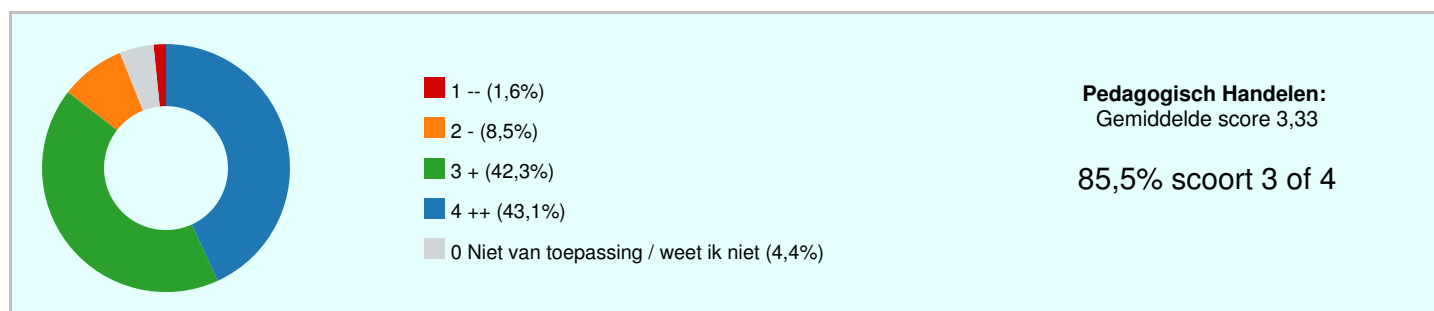 1 -- (1,6%)
2 - (8,5%)
3 + (42,3%)
4 ++ (43,1%)
0 Niet van toepassing / weet ik niet (4,4%)
Pedagogisch Handelen:
Gemiddelde score 3,33
85,5% scoort 3 of 4